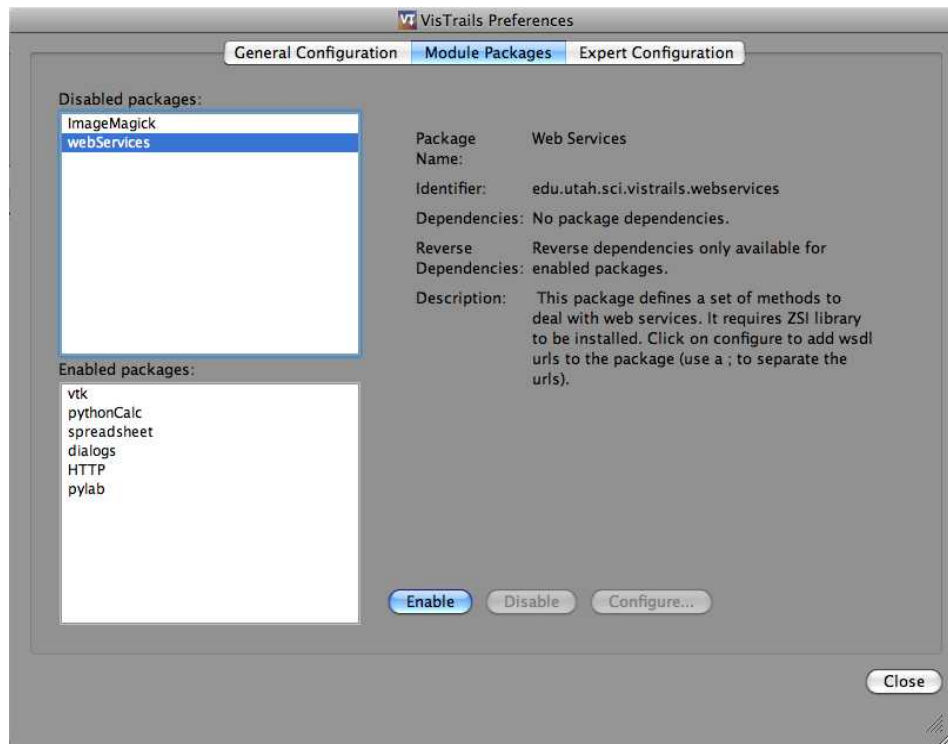 VisTrails Preferences
General Configuration
Module Packages
Expert Configuration
Disabled packages:
ImageMagick
webServices
Enabled packages:
vtk
pythonCalc
spreadsheet
dialogs
HTTP
pylab
Package Name: Web Services
Identifier: edu.utah.sci.vistrails.webservices
Dependencies: No package dependencies.
Reverse Dependencies: Reverse dependencies only available for
enabled packages.
Description: This package defines a set of methods to
deal with web services. It requires ZSI library
to be installed. Click on configure to add wsdl
urls to the package (use a ; to separate the
urls).
Enable
Disable
Configure...
Close